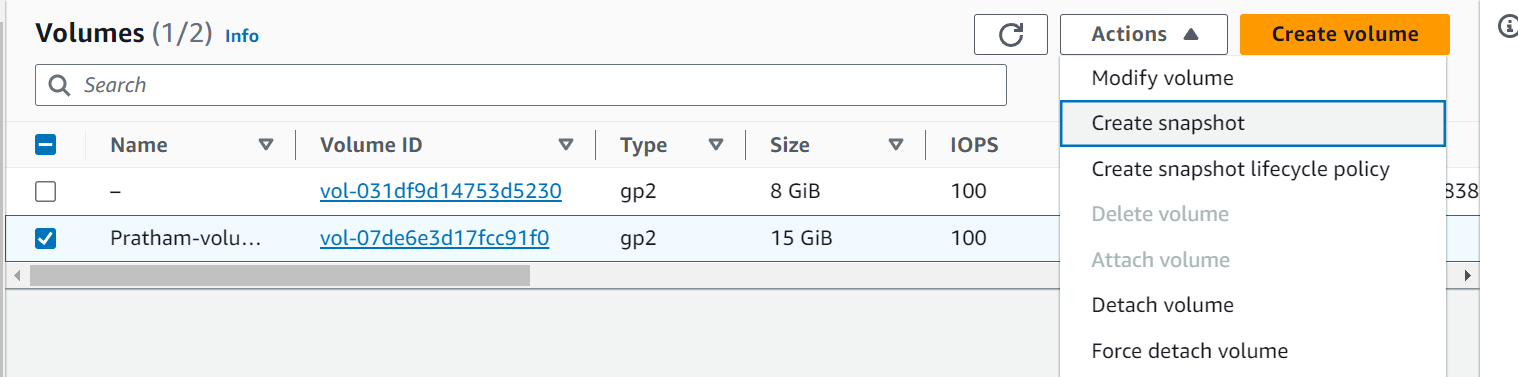 Volumes (1/2) Info
Actions
Create volume
Search
Modify volume
Create snapshot
Create snapshot lifecycle policy
Delete volume
Attach volume
Detach volume
Force detach volume
Name Volume ID Type Size IOPS
– vol-031df9d14753d5230 gp2 8 GiB 100 838
Pratham-volu… vol-07de6e3d17fcc91f0 gp2 15 GiB 100